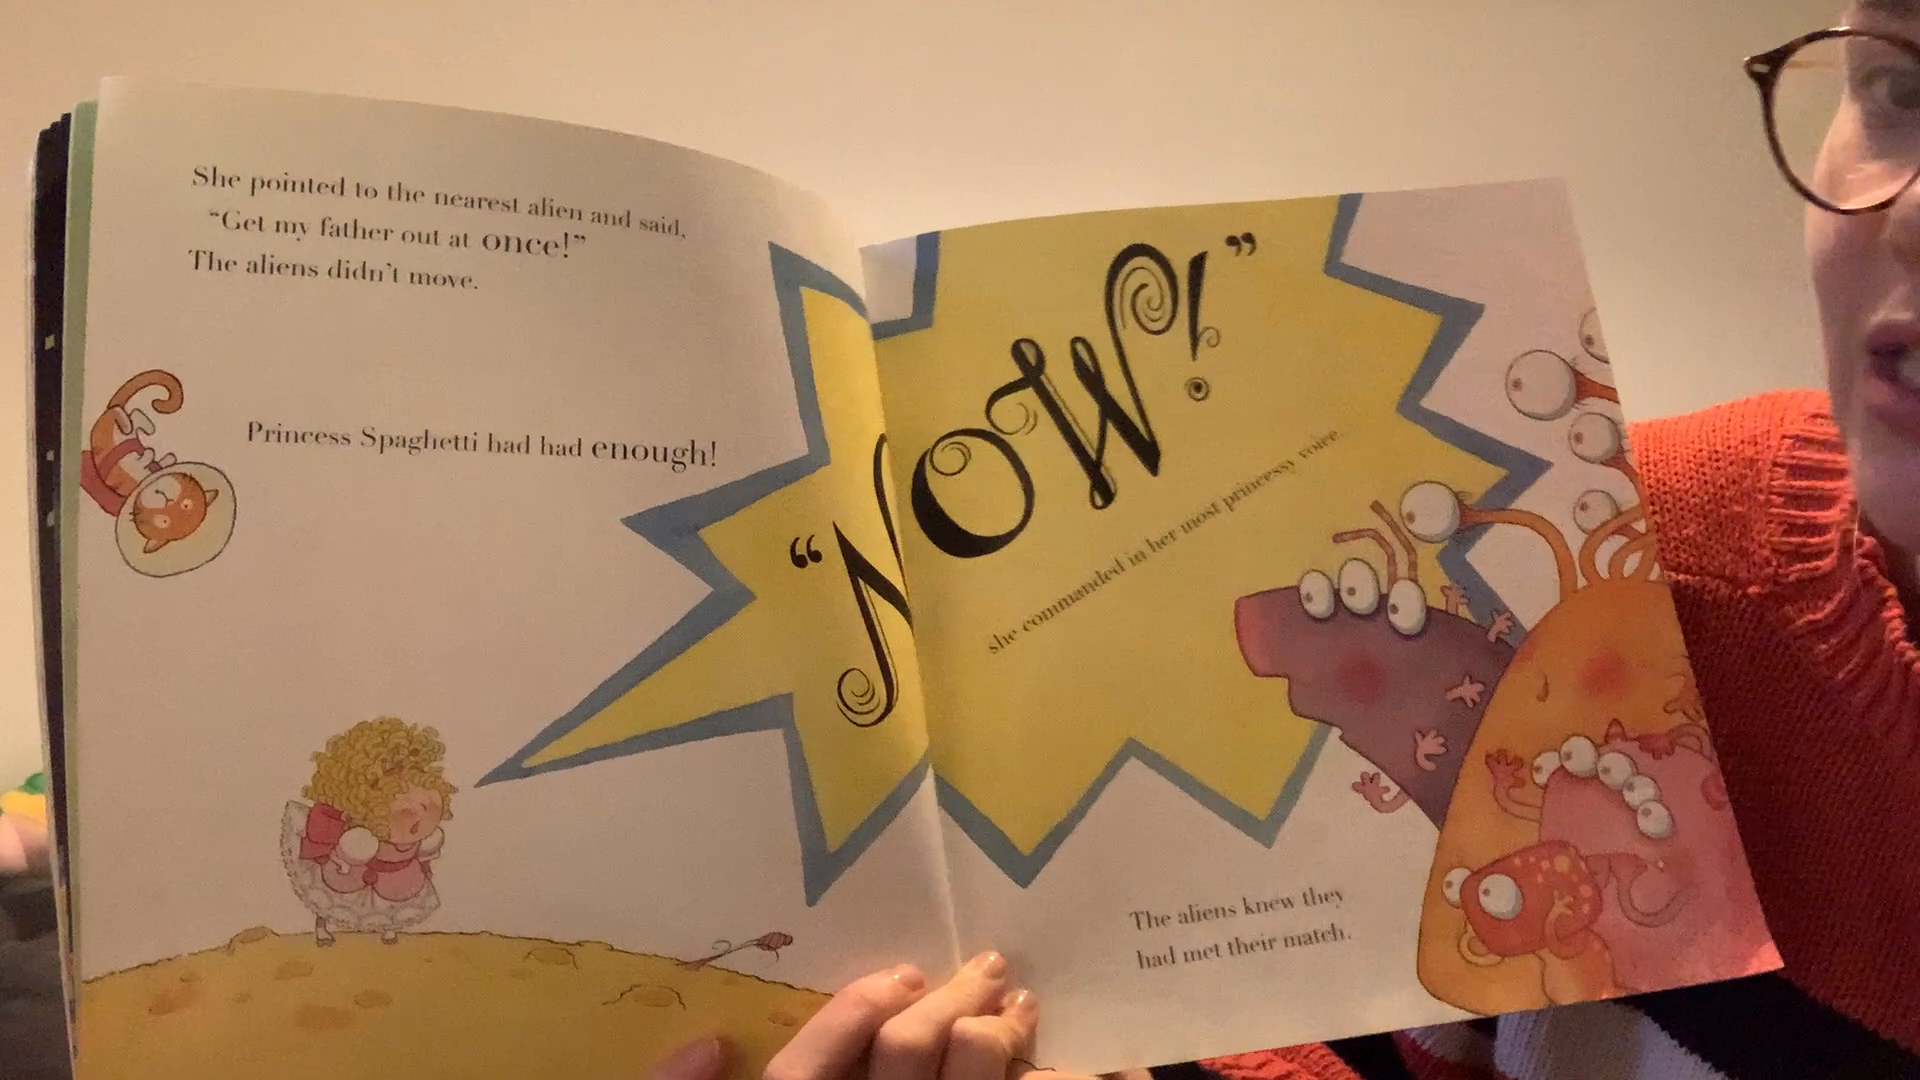 She pointed to the nearest alien and said,
“Get my father out at once!”
The aliens didn’t move.
Princess Spaghetti had had enough!
“NOW!”
she commanded in her most princessy voice.
The aliens knew they
had met their match.